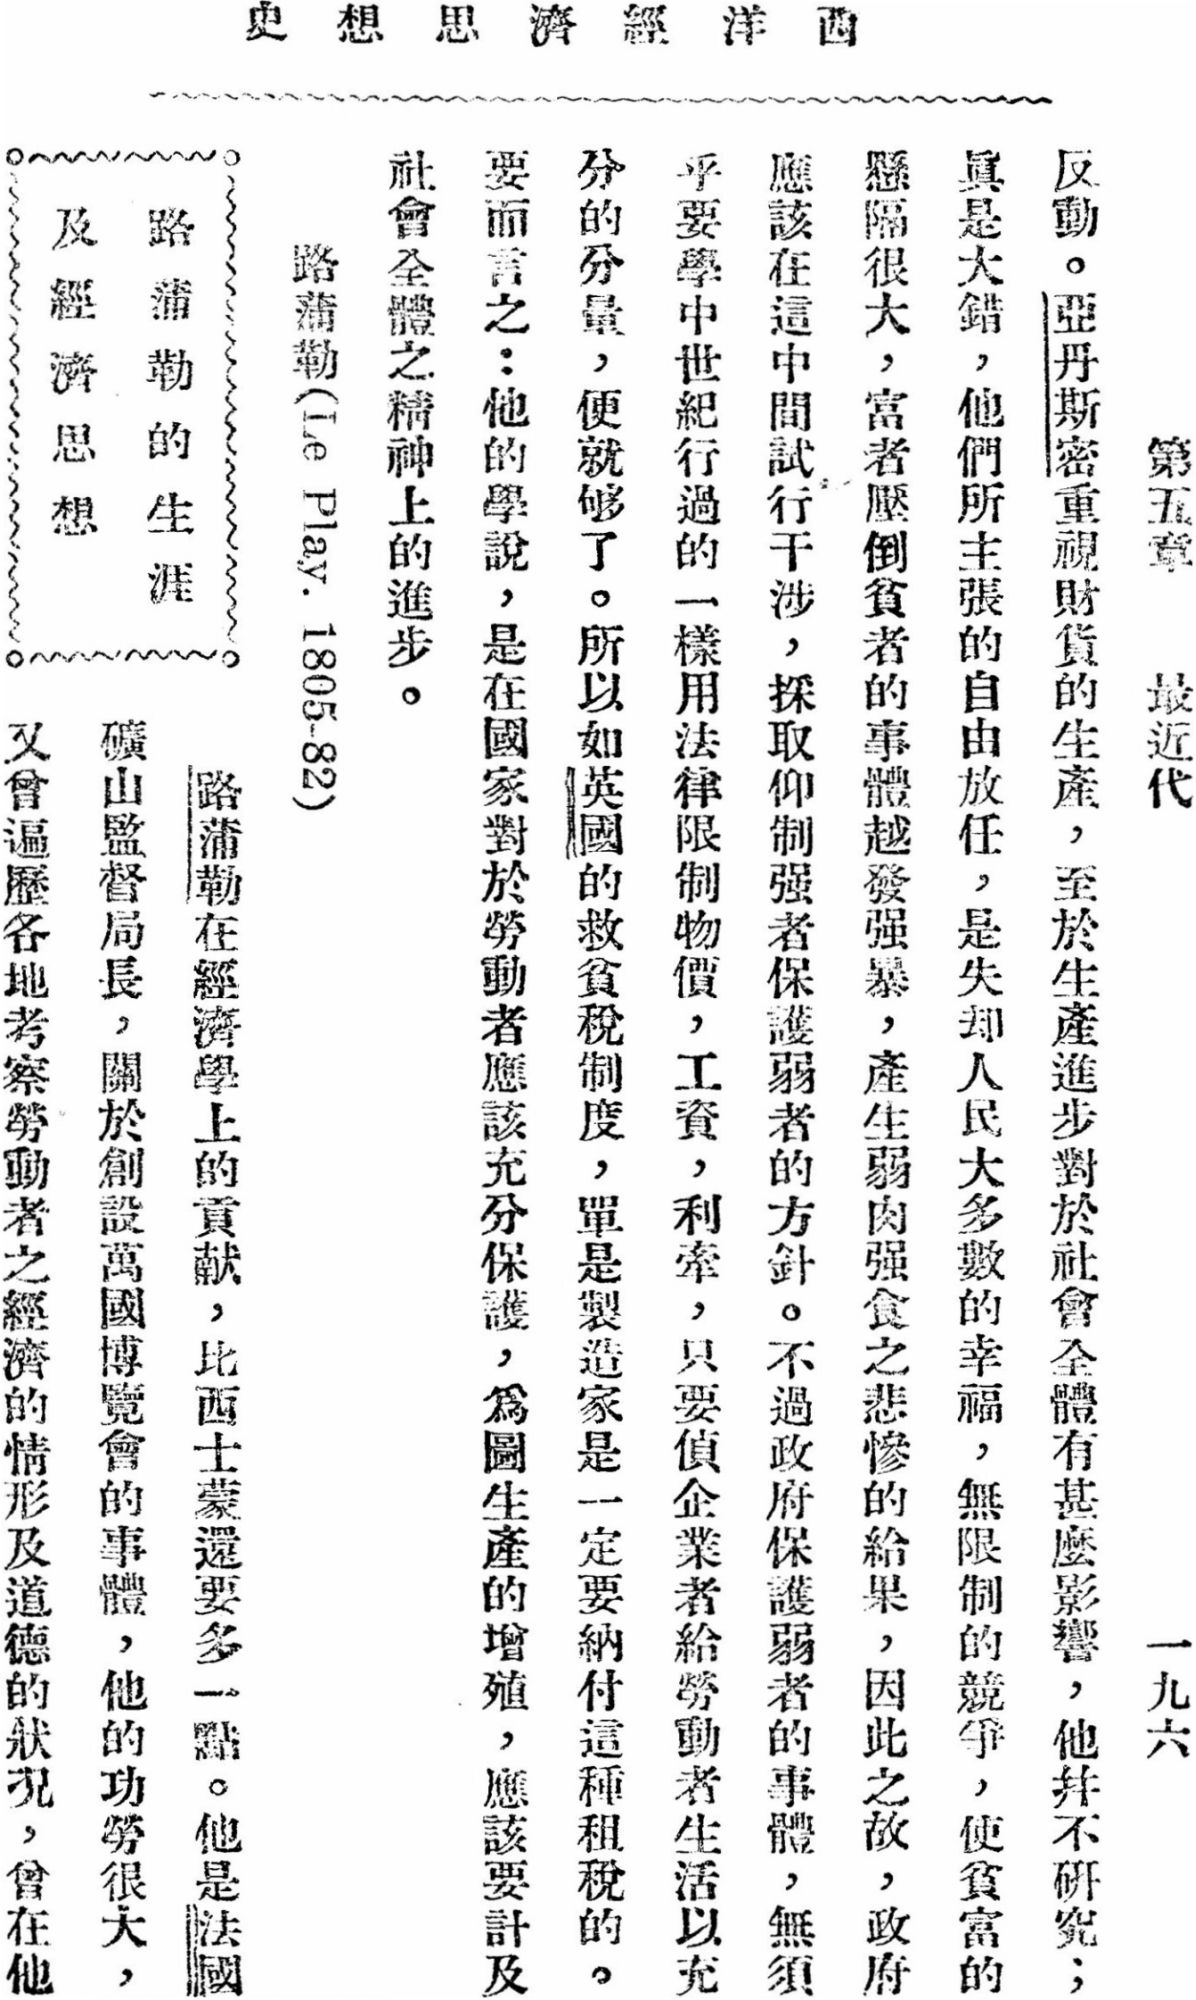 西洋經濟思想史
第五章　最近代　一九六
反動。亞丹斯密重視財貨的生產，至於生產進步對於社會全體有甚麼影響，他幷不研究；
眞是大錯，他們所主張的自由放任，是失却人民大多數的幸福，無限制的競爭，使貧富的
懸隔很大，富者壓倒貧者的事體越發强暴，產生弱肉强食之悲慘的給果，因此之故，政府
應該在這中間試行干涉，採取仰制强者保護弱者的方針。不過政府保護弱者的事體，無須
乎要學中世紀行過的一樣用法律限制物價，工資，利率，只要偵企業者給勞動者生活以充
分的分量，便就够了。所以如英國的救貧稅制度，單是製造家是一定要納付這種租稅的。
要而言之：他的學說，是在國家對於勞動者應該充分保護，爲圖生產的增殖，應該要計及
社會全體之精神上的進步。
路蒲勒(Le Play. 1805-82)
路蒲勒的生涯
及經濟思想
路蒲勒在經濟學上的貢献，比西士蒙還要多一點。他是法國
礦山監督局長，關於創設萬國博覽會的事體，他的功勞很大，
又曾遍歷各地考察勞動者之經濟的情形及道德的狀况，曾在他